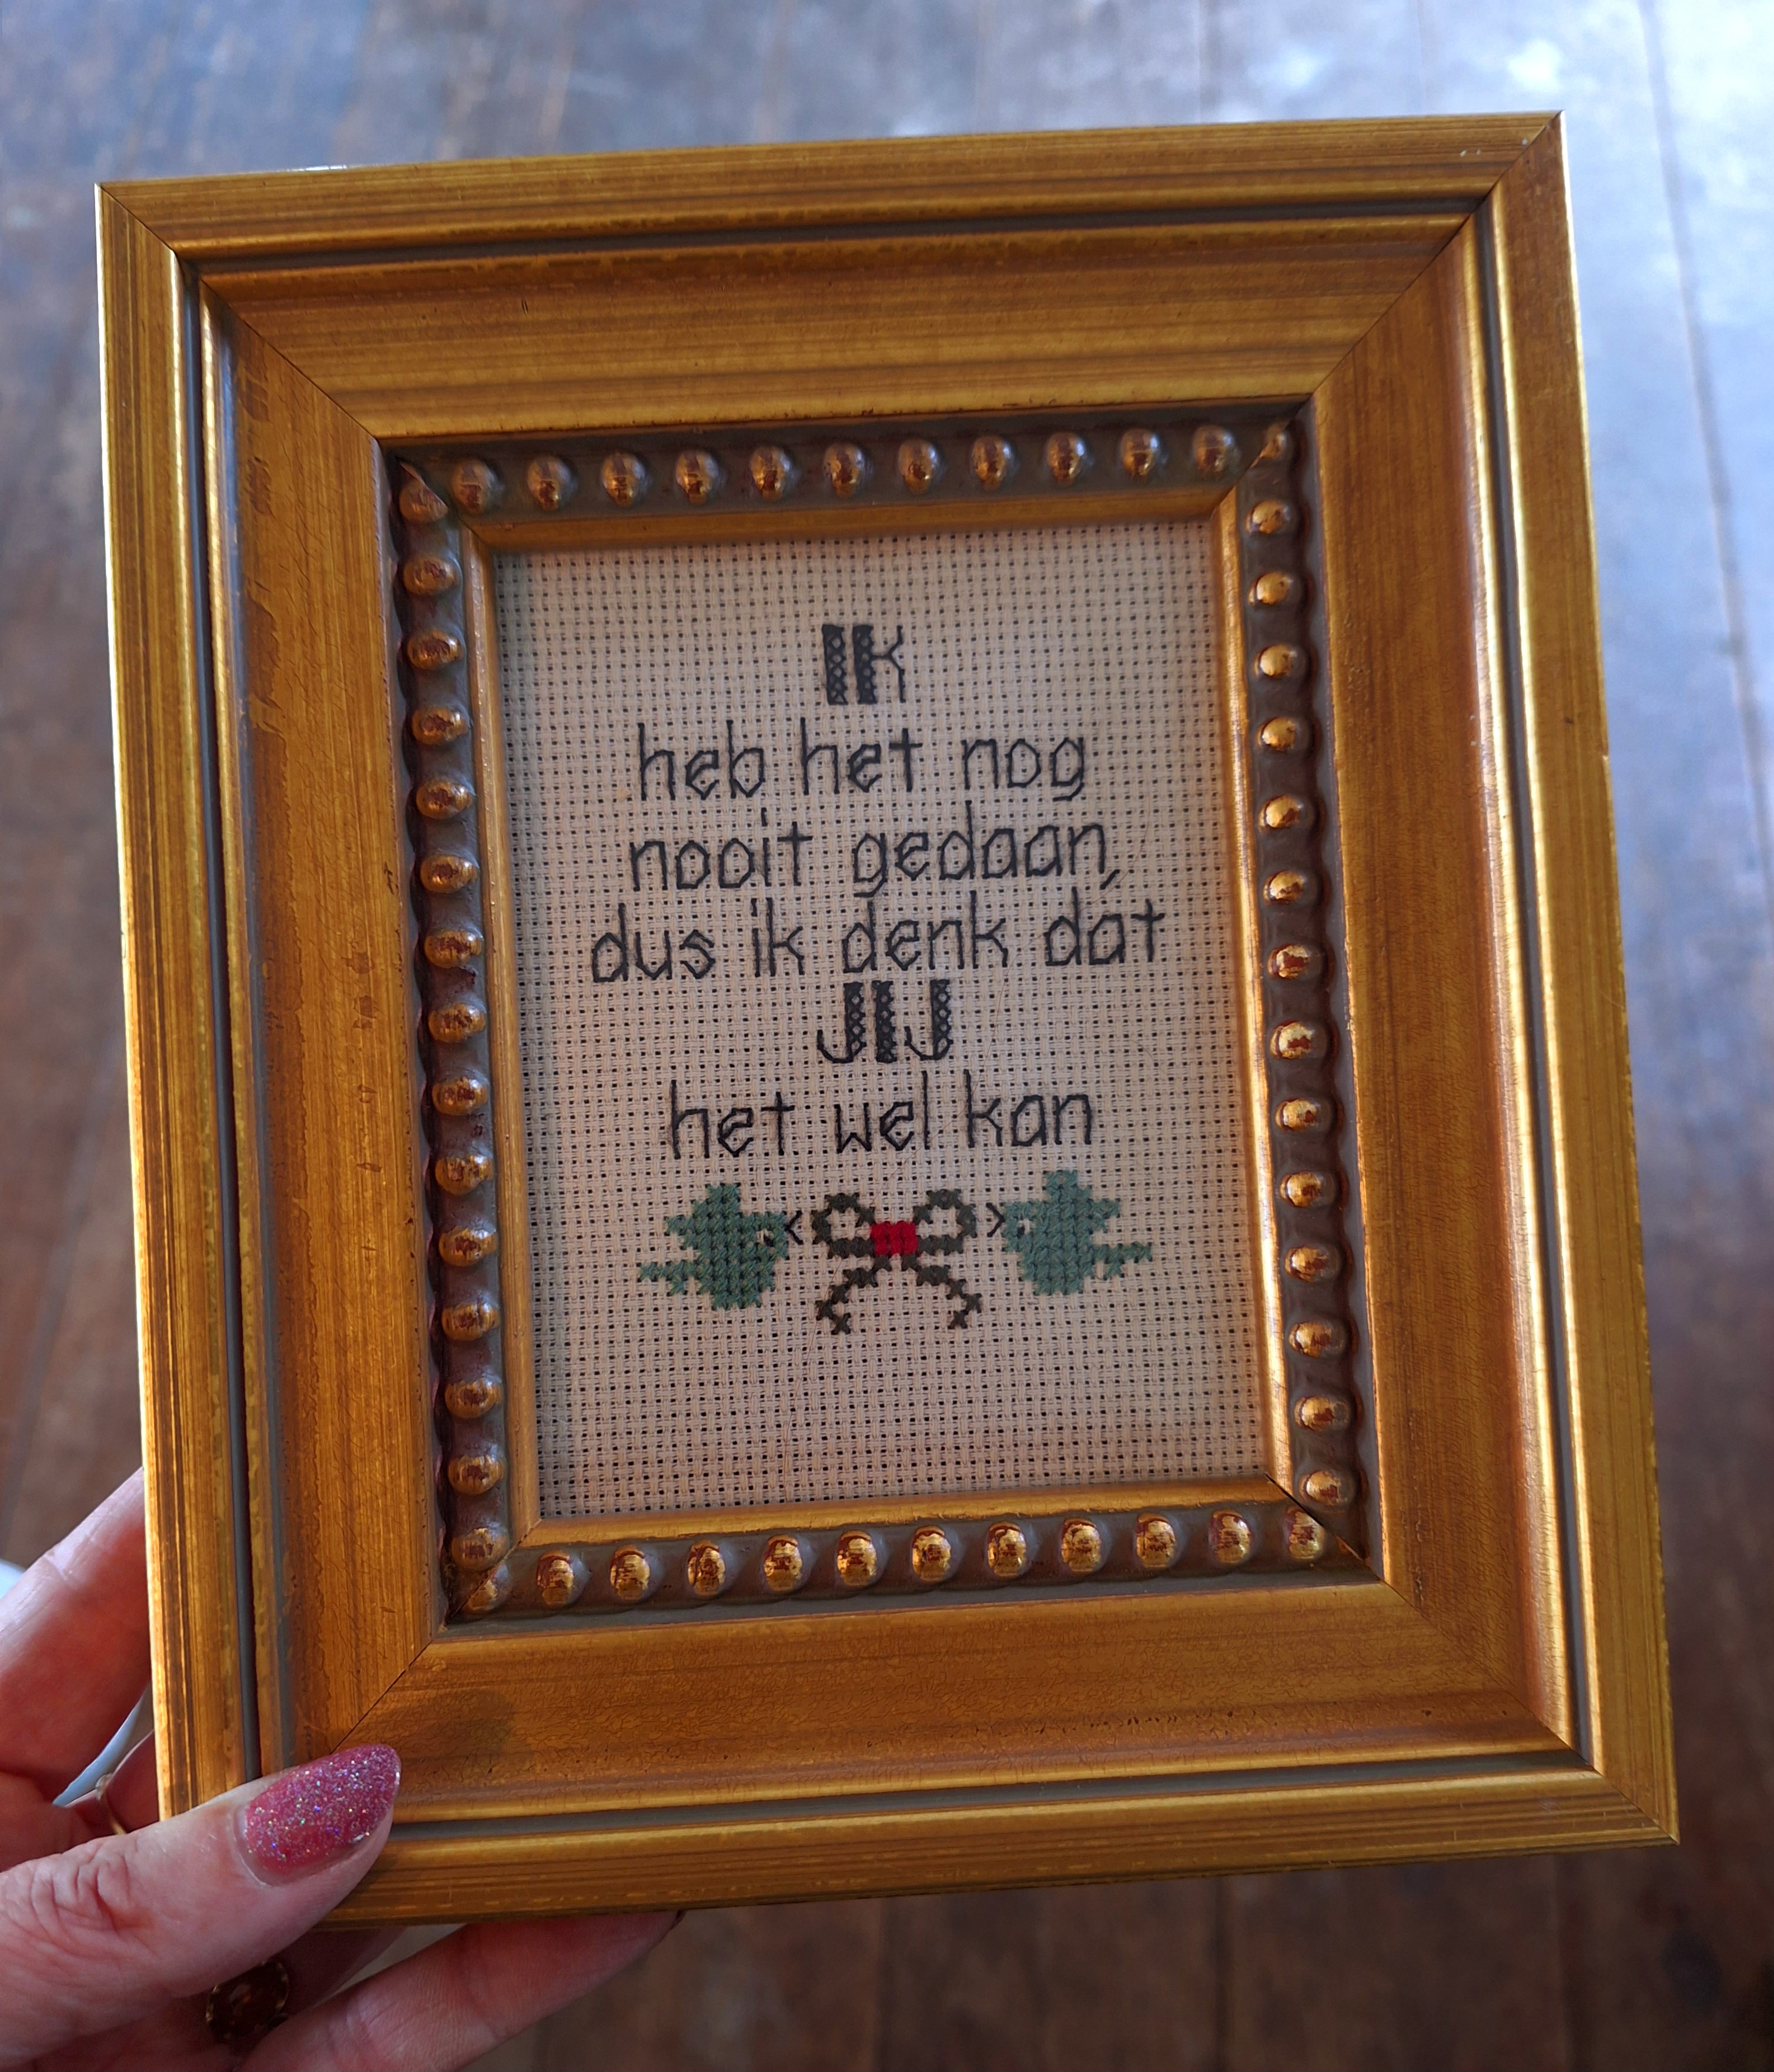 IK
heb het nog
nooit gedaan,
dus ik denk dat
JIJ
het wel kan